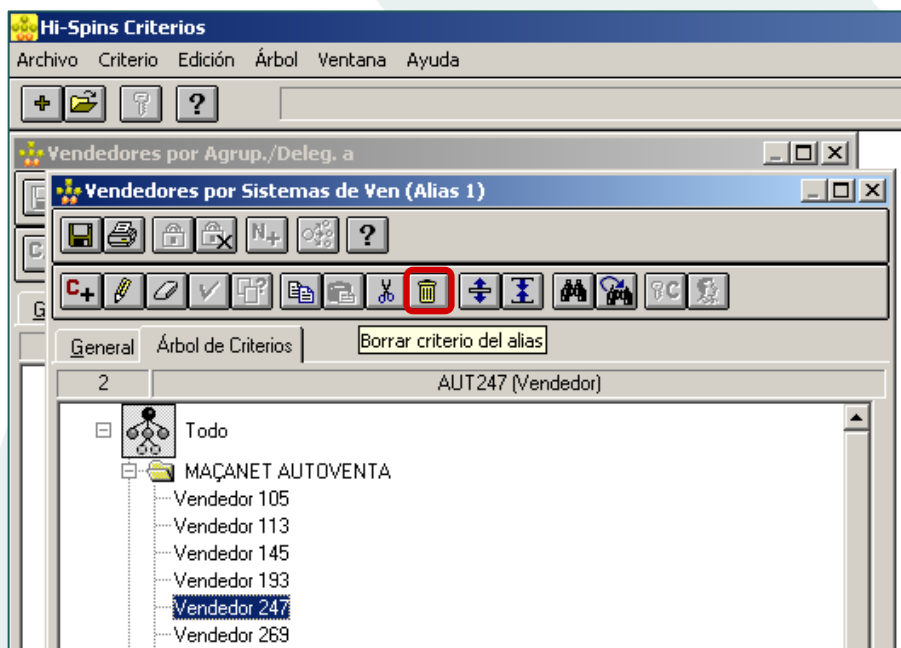 Hi-Spins Criterios
Archivo Criterio Edición Árbol Ventana Ayuda
?
Vendedores por Agrup./Deleg. a
Vendedores por Sistemas de Ven (Alias 1)
N+ ?
C+ ?C
General Árbol de Criterios Borrar criterio del alias
2 AUT247 (Vendedor)
Todo
MAÇANET AUTOVENTA
Vendedor 105
Vendedor 113
Vendedor 145
Vendedor 193
Vendedor 247
Vendedor 269